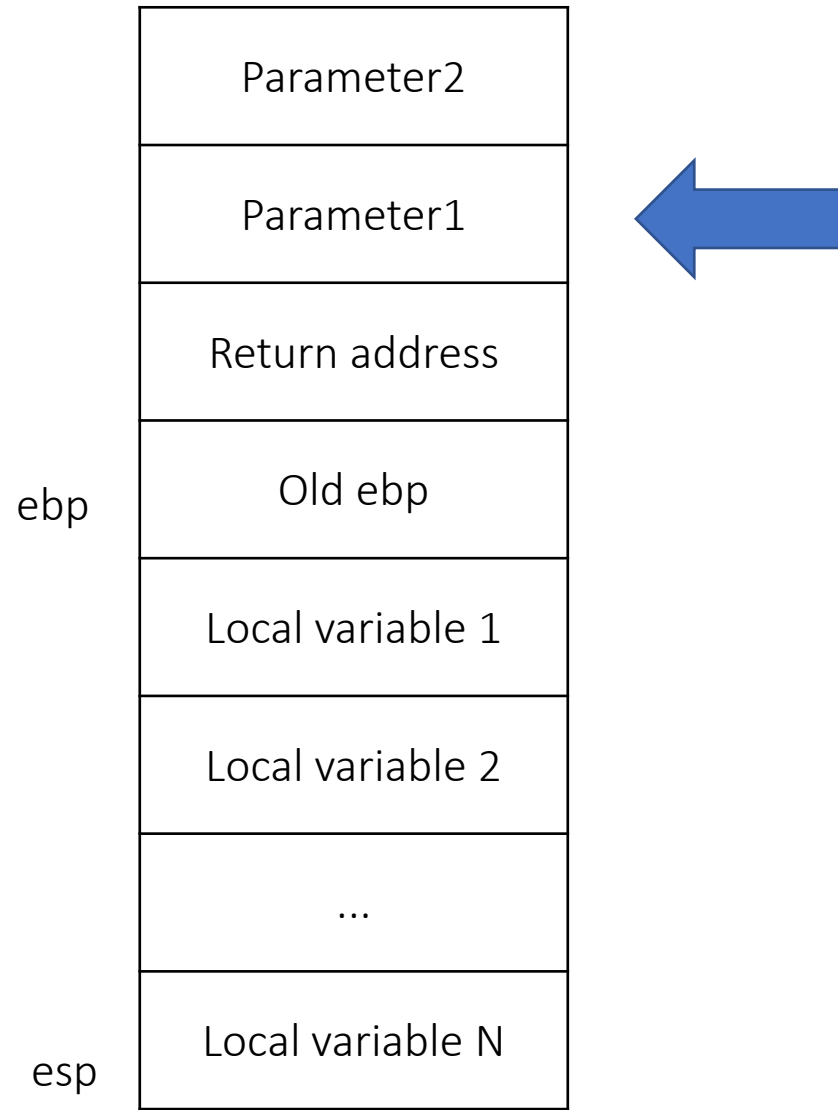 Parameter2
Parameter1
Return address
ebp
Old ebp
Local variable 1
Local variable 2
...
Local variable N
esp